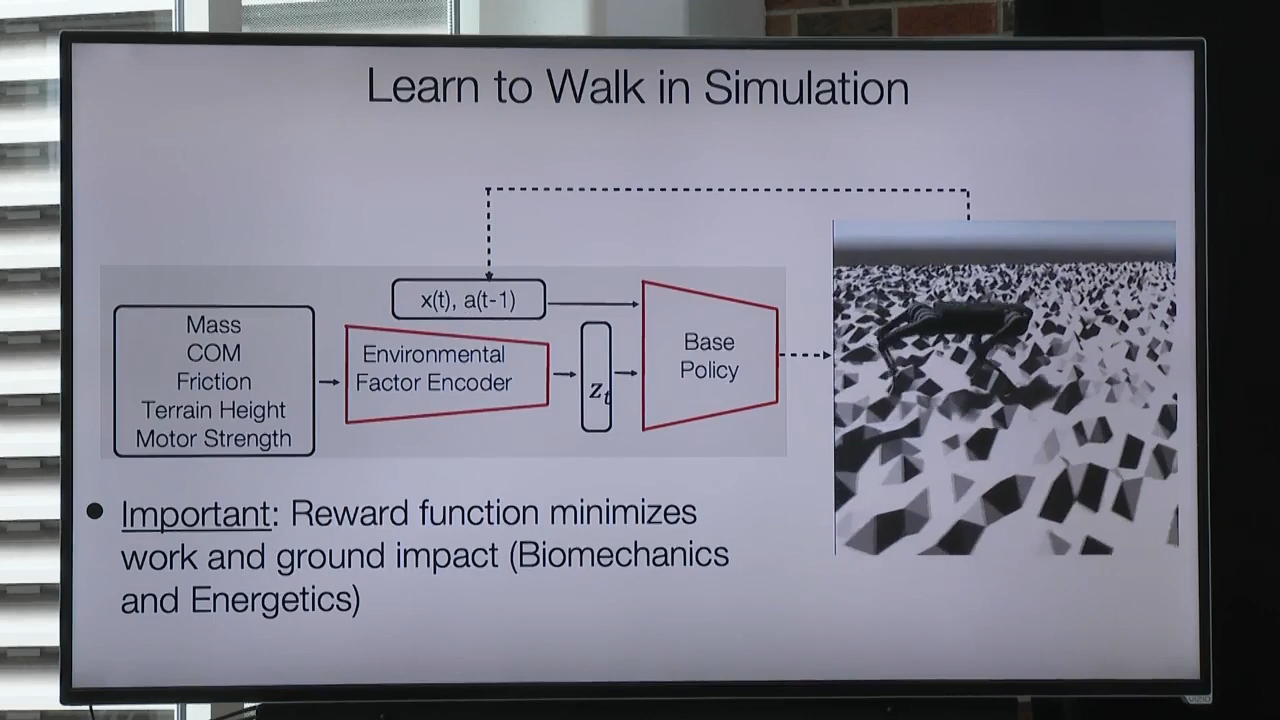 Learn to Walk in Simulation
x(t), a(t-1)
Mass
COM
Friction
Terrain Height
Motor Strength
Environmental
Factor Encoder
zt
Base
Policy
• Important: Reward function minimizes
work and ground impact (Biomechanics
and Energetics)